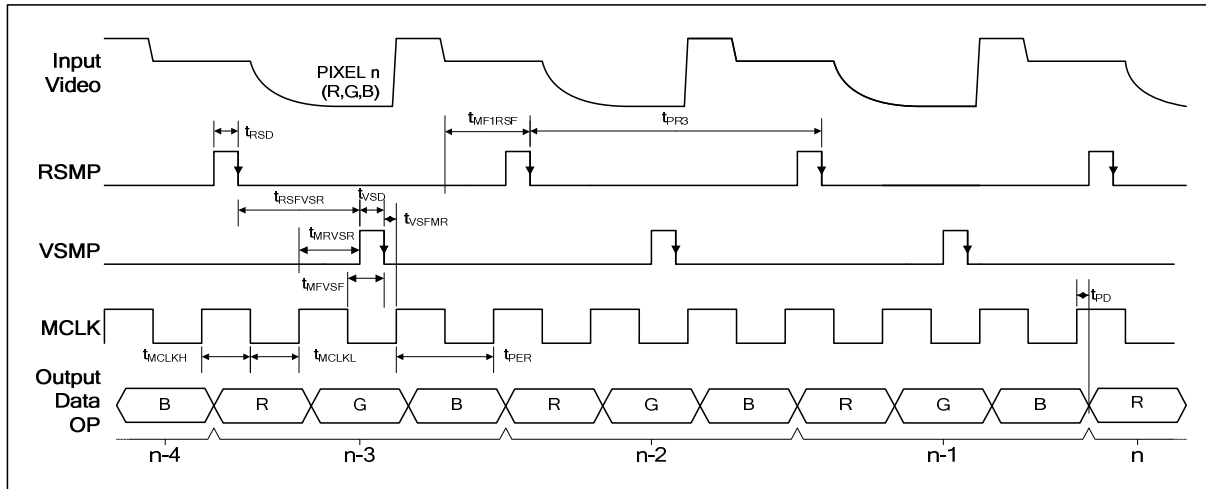 Input
Video
PIXEL n
(R,G,B)
tRSD
tMF1RSF
tPR3
RSMP
tRSFVSR
tVSD
tVSFMR
tMRVSR
VSMP
tMFVSF
tPD
MCLK
tMCLKH
tMCLKL
tPER
Output
Data
OP
B R G B R G B R G B R
n-4 n-3 n-2 n-1 n